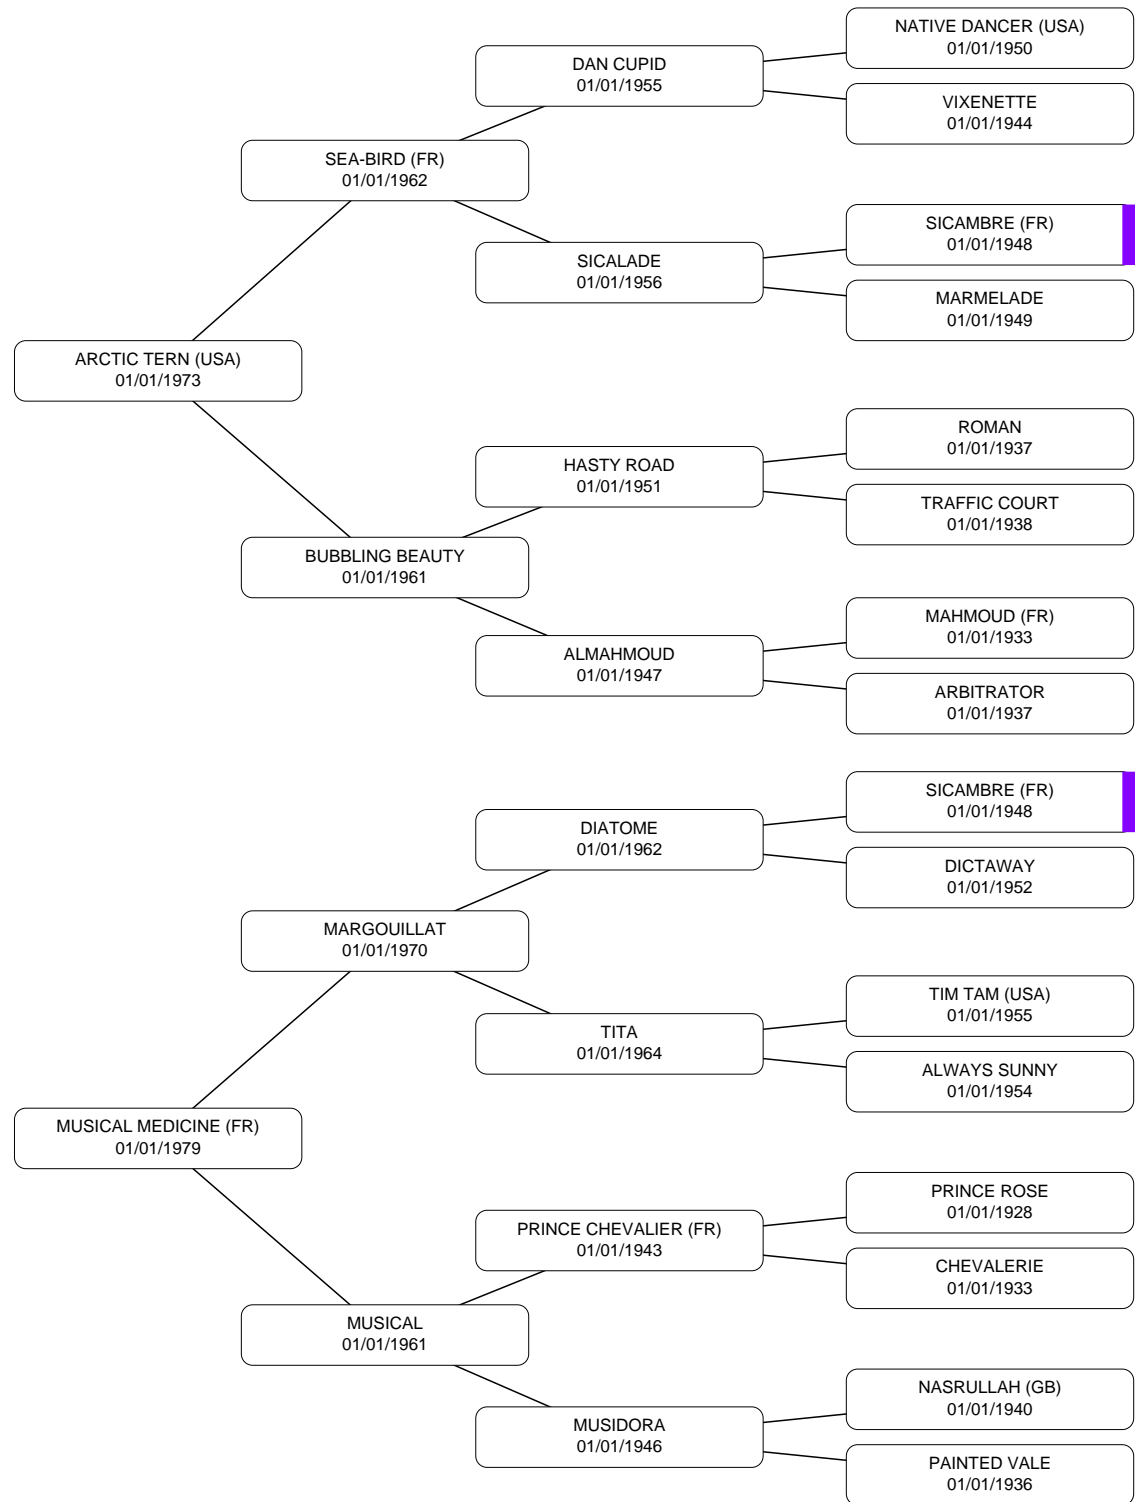 NATIVE DANCER (USA)
01/01/1950
DAN CUPID
01/01/1955
VIXENETTE
01/01/1944
SEA-BIRD (FR)
01/01/1962
SICAMBRE (FR)
01/01/1948
SICALADE
01/01/1956
MARMELADE
01/01/1949
ARCTIC TERN (USA)
01/01/1973
ROMAN
01/01/1937
HASTY ROAD
01/01/1951
TRAFFIC COURT
01/01/1938
BUBBLING BEAUTY
01/01/1961
MAHMOUD (FR)
01/01/1933
ALMAHMOUD
01/01/1947
ARBITRATOR
01/01/1937
SICAMBRE (FR)
01/01/1948
DIATOME
01/01/1962
DICTAWAY
01/01/1952
MARGOUILLAT
01/01/1970
TIM TAM (USA)
01/01/1955
TITA
01/01/1964
ALWAYS SUNNY
01/01/1954
MUSICAL MEDICINE (FR)
01/01/1979
PRINCE ROSE
01/01/1928
PRINCE CHEVALIER (FR)
01/01/1943
CHEVALERIE
01/01/1933
MUSICAL
01/01/1961
NASRULLAH (GB)
01/01/1940
MUSIDORA
01/01/1946
PAINTED VALE
01/01/1936